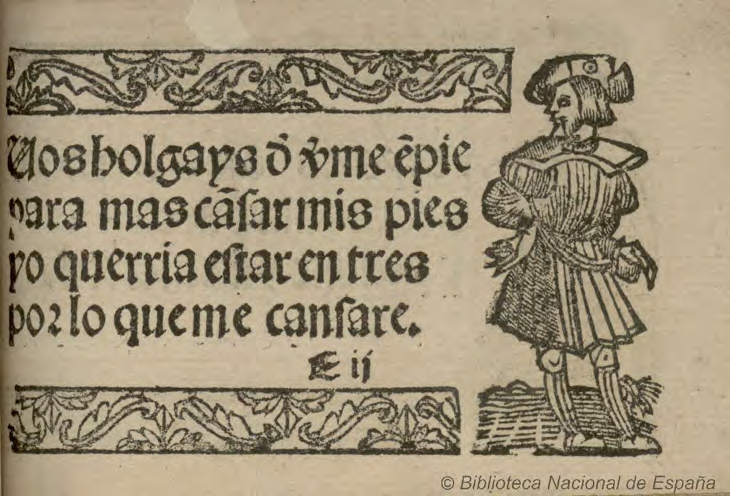 Uos holgays d̄ v̄me ēpie
para mas cãsar mis pies
yo querria estar en tres
por lo que me cansare.
E ij
© Biblioteca Nacional de España